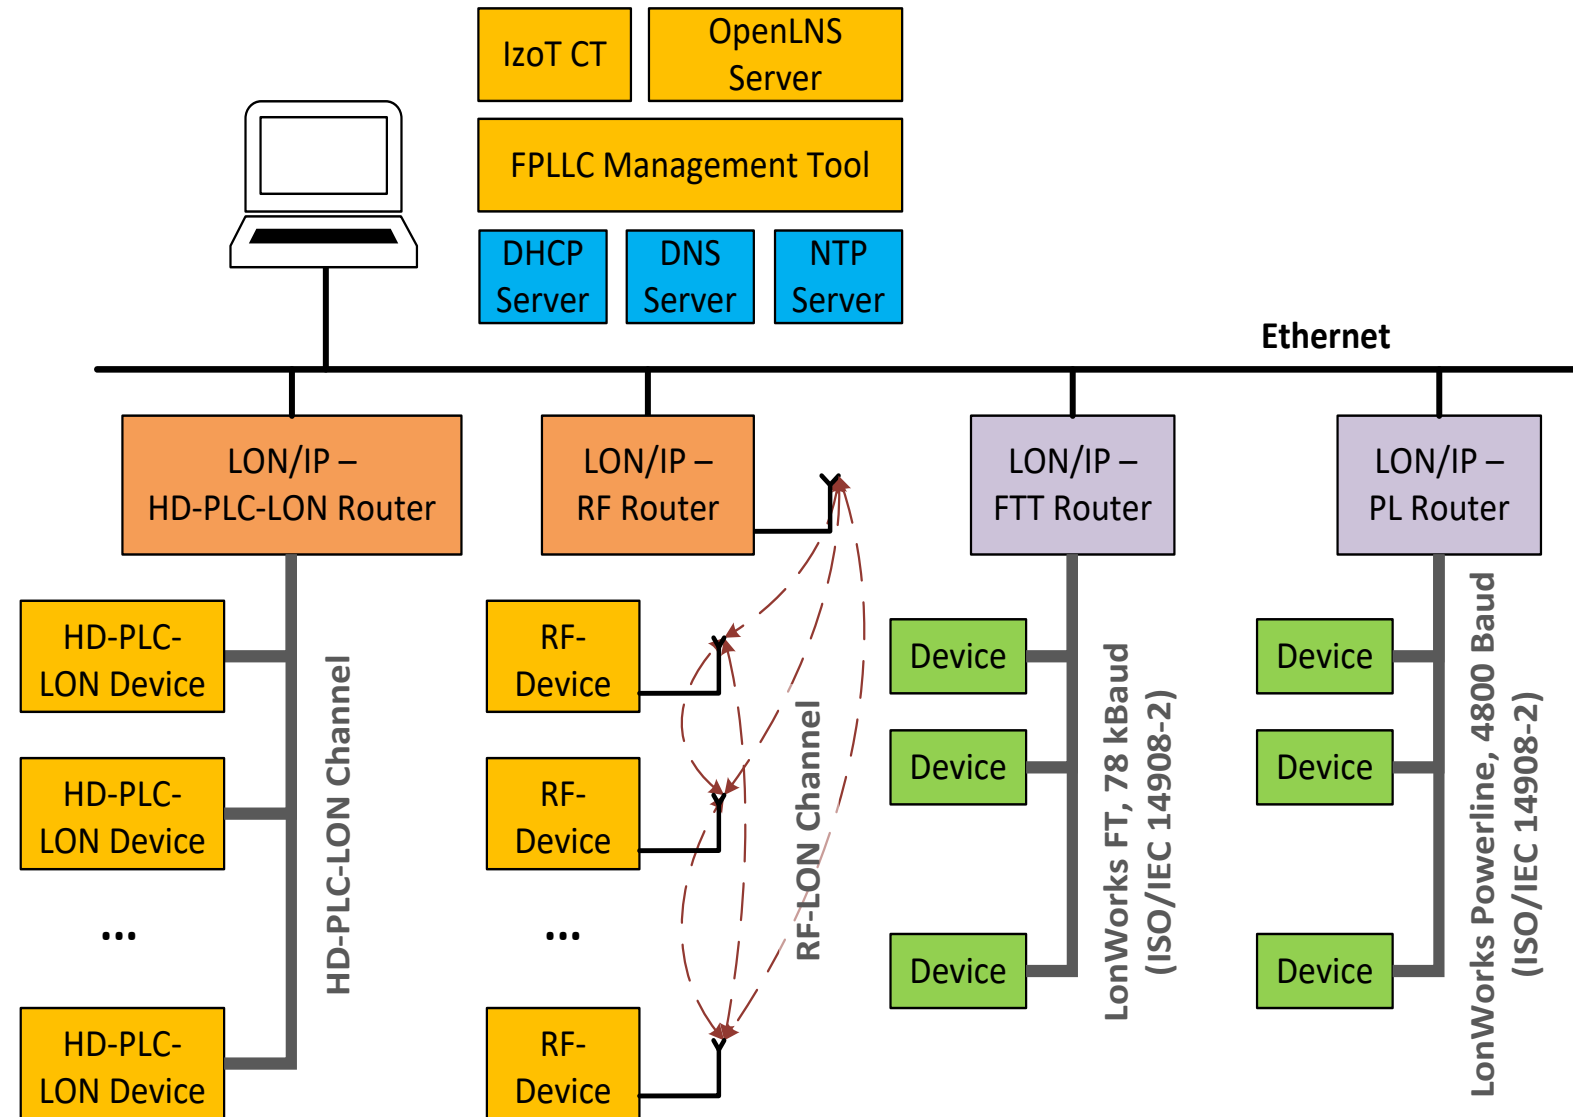 IzoT CT
OpenLNS
Server
FPLLC Management Tool
DHCP
Server
DNS
Server
NTP
Server
Ethernet
LON/IP –
HD-PLC-LON Router
LON/IP –
RF Router
LON/IP –
FTT Router
LON/IP –
PL Router
HD-PLC-
LON Device
HD-PLC-
LON Device
...
HD-PLC-
LON Device
HD-PLC-LON Channel
RF-
Device
RF-
Device
...
RF-
Device
RF-LON Channel
Device
Device
Device
LonWorks FT, 78 kBaud
(ISO/IEC 14908-2)
Device
Device
Device
LonWorks Powerline, 4800 Baud
(ISO/IEC 14908-2)